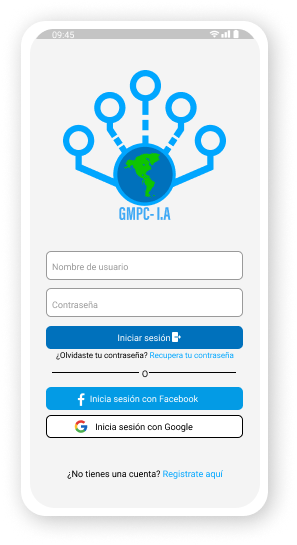 09:45
GMPC- I.A
Nombre de usuario
Contraseña
Iniciar sesión
¿Olvidaste tu contraseña? Recupera tu contraseña
O
Inicia sesión con Facebook
Inicia sesión con Google
¿No tienes una cuenta? Registrate aquí